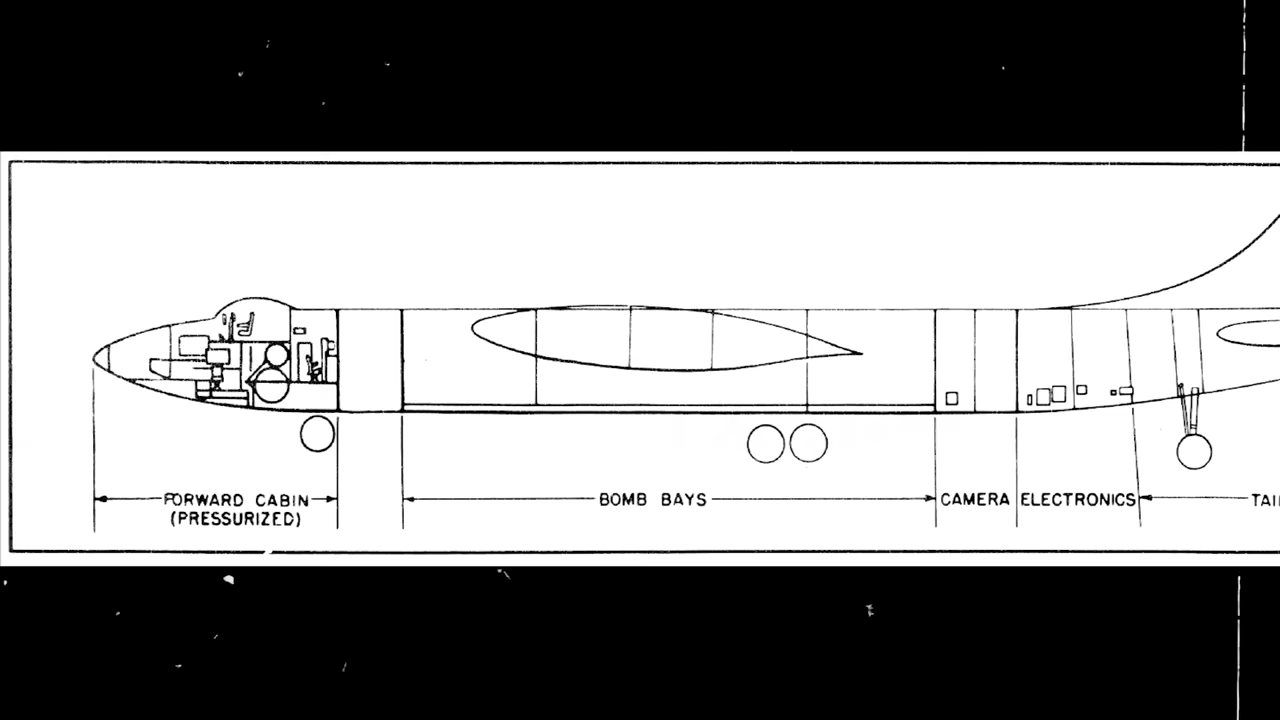 FORWARD CABIN
(PRESSURIZED)
BOMB BAYS
CAMERA
ELECTRONICS